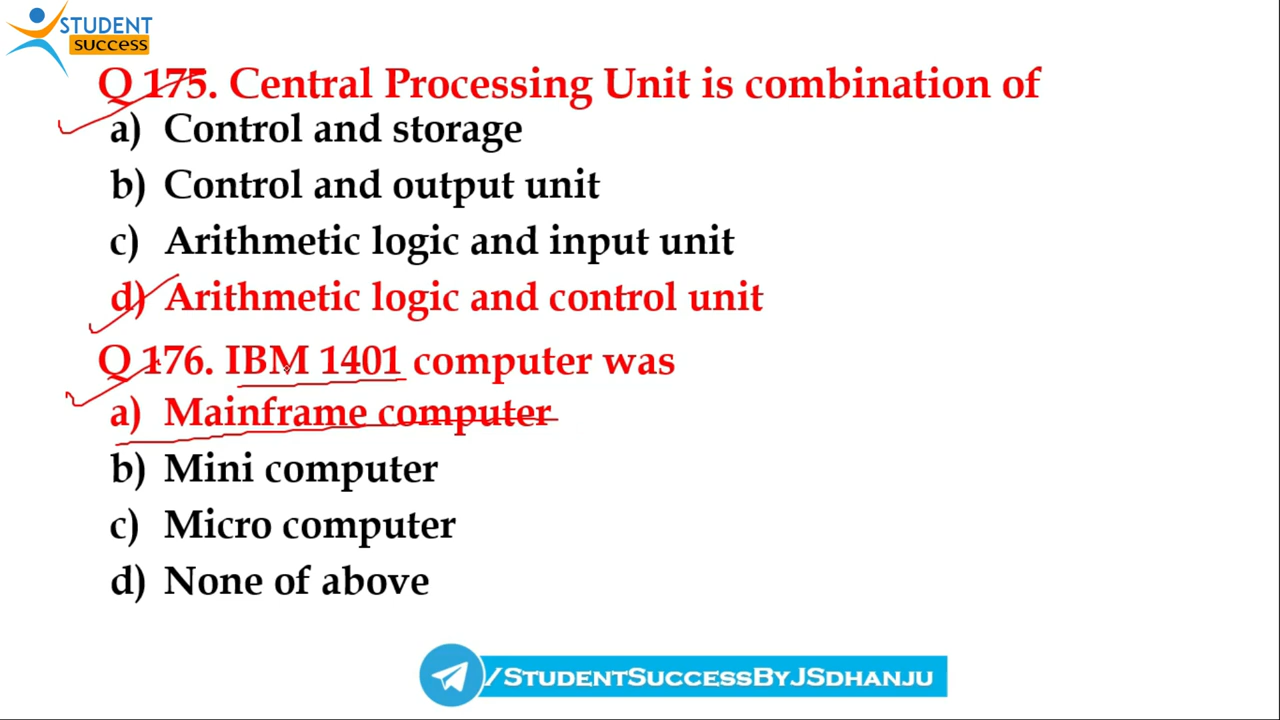 STUDENT
SUCCESS
Q 175. Central Processing Unit is combination of
a) Control and storage
b) Control and output unit
c) Arithmetic logic and input unit
d) Arithmetic logic and control unit
Q 176. IBM 1401 computer was
a) Mainframe computer
b) Mini computer
c) Micro computer
d) None of above
/STUDENTSUCCESSBYJSDHANJU